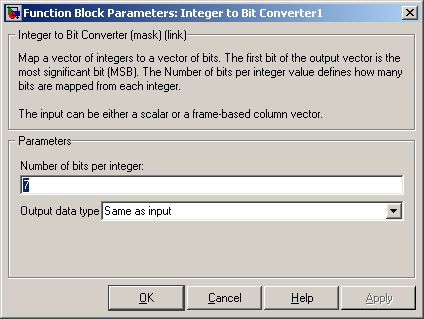 Function Block Parameters: Integer to Bit Converter1
Integer to Bit Converter (mask) (link)
Map a vector of integers to a vector of bits. The first bit of the output vector is the
most significant bit (MSB). The Number of bits per integer value defines how many
bits are mapped from each integer.
The input can be either a scalar or a frame-based column vector.
Parameters
Number of bits per integer:
7
Output data type Same as input
OK Cancel Help Apply